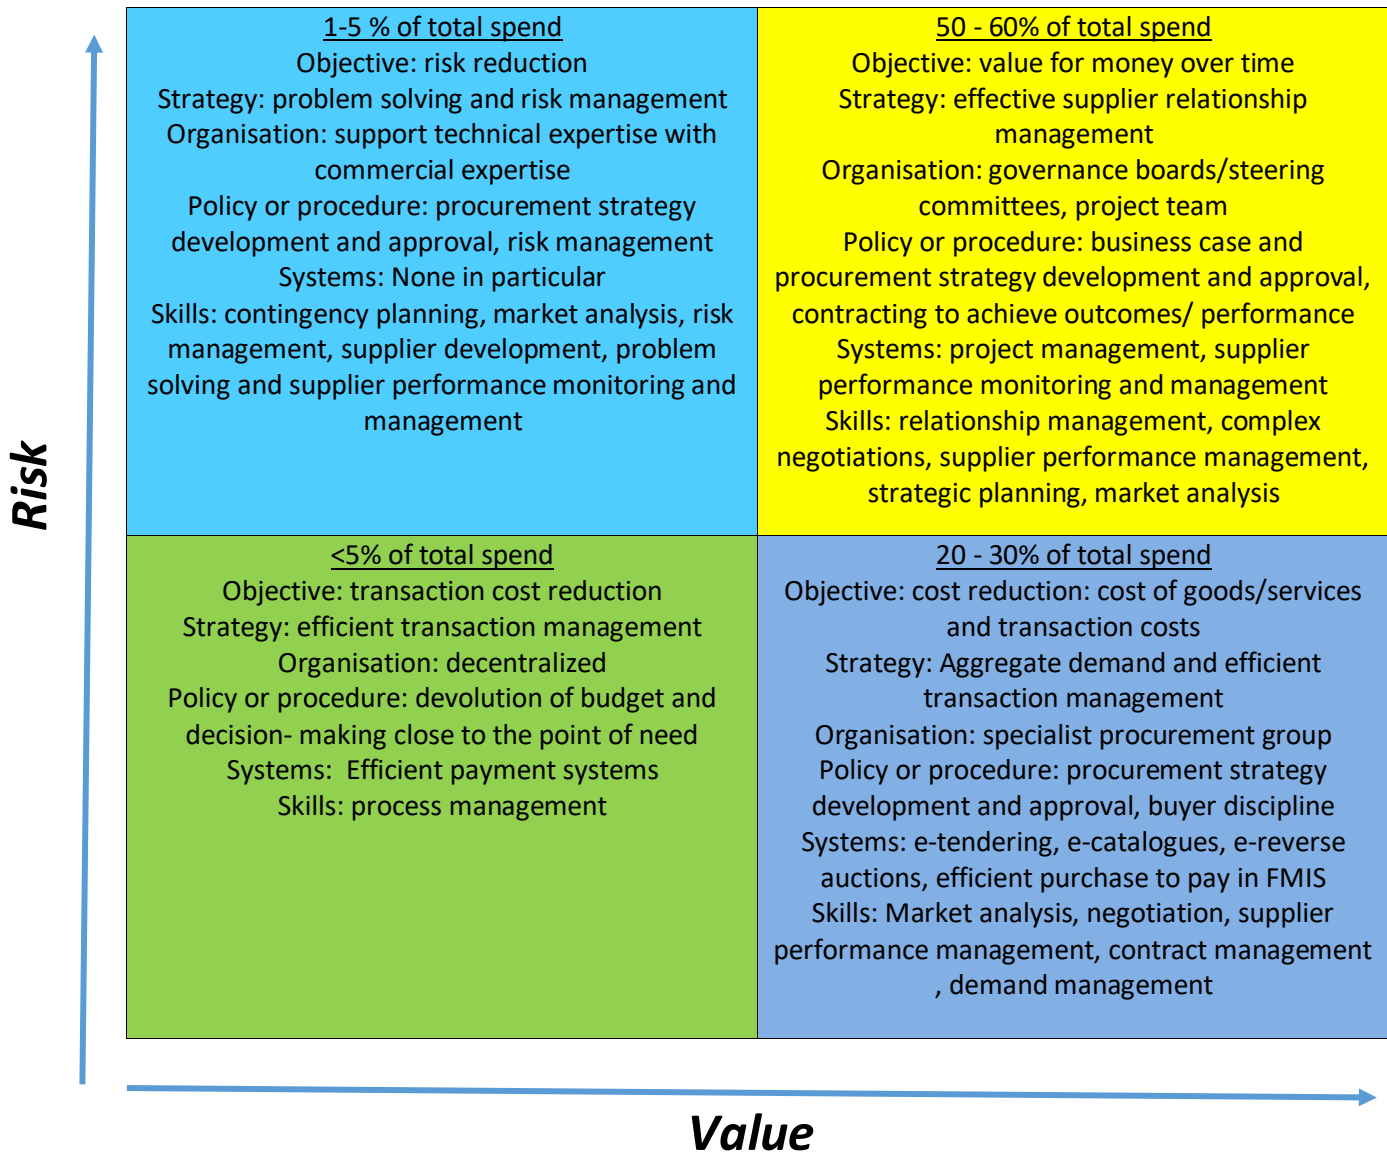 1-5 % of total spend
Objective: risk reduction
Strategy: problem solving and risk management
Organisation: support technical expertise with
commercial expertise
Policy or procedure: procurement strategy
development and approval, risk management
Systems: None in particular
Skills: contingency planning, market analysis, risk
management, supplier development, problem
solving and supplier performance monitoring and
management
50 - 60% of total spend
Objective: value for money over time
Strategy: effective supplier relationship
management
Organisation: governance boards/steering
committees, project team
Policy or procedure: business case and
procurement strategy development and approval,
contracting to achieve outcomes/ performance
Systems: project management, supplier
performance monitoring and management
Skills: relationship management, complex
negotiations, supplier performance management,
strategic planning, market analysis
Risk
<5% of total spend
Objective: transaction cost reduction
Strategy: efficient transaction management
Organisation: decentralized
Policy or procedure: devolution of budget and
decision- making close to the point of need
Systems:  Efficient payment systems
Skills: process management
20 - 30% of total spend
Objective: cost reduction: cost of goods/services
and transaction costs
Strategy: Aggregate demand and efficient
transaction management
Organisation: specialist procurement group
Policy or procedure: procurement strategy
development and approval, buyer discipline
Systems: e-tendering, e-catalogues, e-reverse
auctions, efficient purchase to pay in FMIS
Skills: Market analysis, negotiation, supplier
performance management, contract management
, demand management
Value